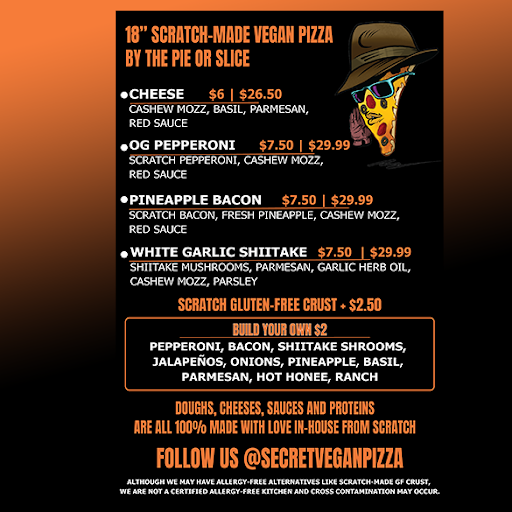 18" SCRATCH-MADE VEGAN PIZZA
BY THE PIE OR SLICE
CHEESE $6 | $26.50
CASHEW MOZZ, BASIL, PARMESAN,
RED SAUCE
OG PEPPERONI $7.50 | $29.99
SCRATCH PEPPERONI, CASHEW MOZZ,
RED SAUCE
PINEAPPLE BACON $7.50 | $29.99
SCRATCH BACON, FRESH PINEAPPLE, CASHEW MOZZ,
RED SAUCE
WHITE GARLIC SHIITAKE $7.50 | $29.99
SHIITAKE MUSHROOMS, PARMESAN, GARLIC HERB OIL,
CASHEW MOZZ, PARSLEY
SCRATCH GLUTEN-FREE CRUST + $2.50
BUILD YOUR OWN $2
PEPPERONI, BACON, SHIITAKE SHROOMS,
JALAPEÑOS, ONIONS, PINEAPPLE, BASIL,
PARMESAN, HOT HONEE, RANCH
DOUGHS, CHEESES, SAUCES AND PROTEINS
ARE ALL 100% MADE WITH LOVE IN-HOUSE FROM SCRATCH
FOLLOW US @SECRETVEGANPIZZA
ALTHOUGH WE MAY HAVE ALLERGY-FREE ALTERNATIVES LIKE SCRATCH-MADE GF CRUST,
WE ARE NOT A CERTIFIED ALLERGY-FREE KITCHEN AND CROSS CONTAMINATION MAY OCCUR.